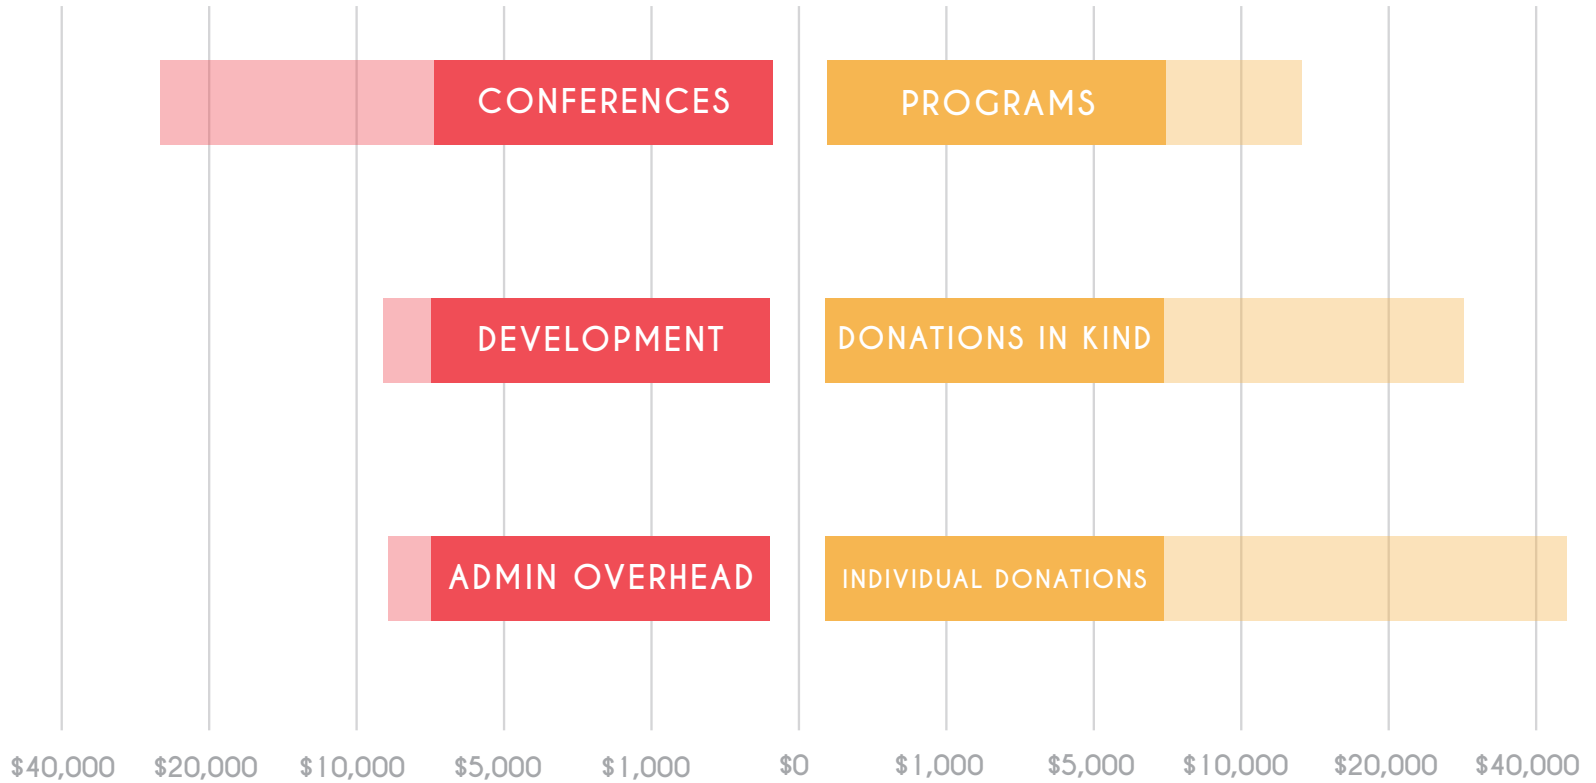 CONFERENCES
PROGRAMS
DEVELOPMENT
DONATIONS IN KIND
ADMIN OVERHEAD
INDIVIDUAL DONATIONS
$40,000 $20,000 $10,000 $5,000 $1,000 $0 $1,000 $5,000 $10,000 $20,000 $40,000